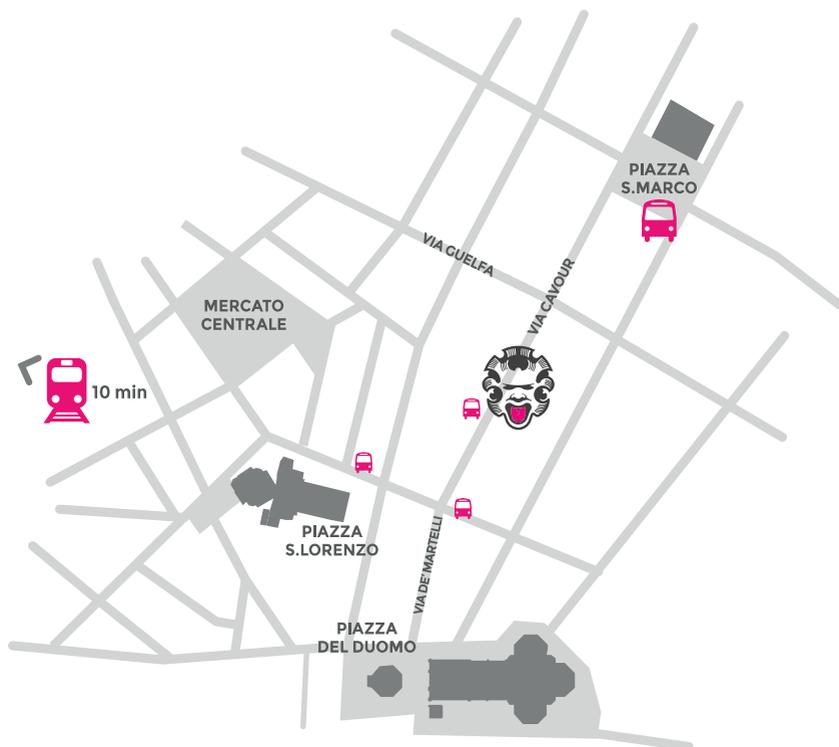 PIAZZA
S.MARCO
VIA GUELFA
VIA CAVOUR
MERCATO
CENTRALE
10 min
PIAZZA
S.LORENZO
VIA DE' MARTELLI
PIAZZA
DEL DUOMO